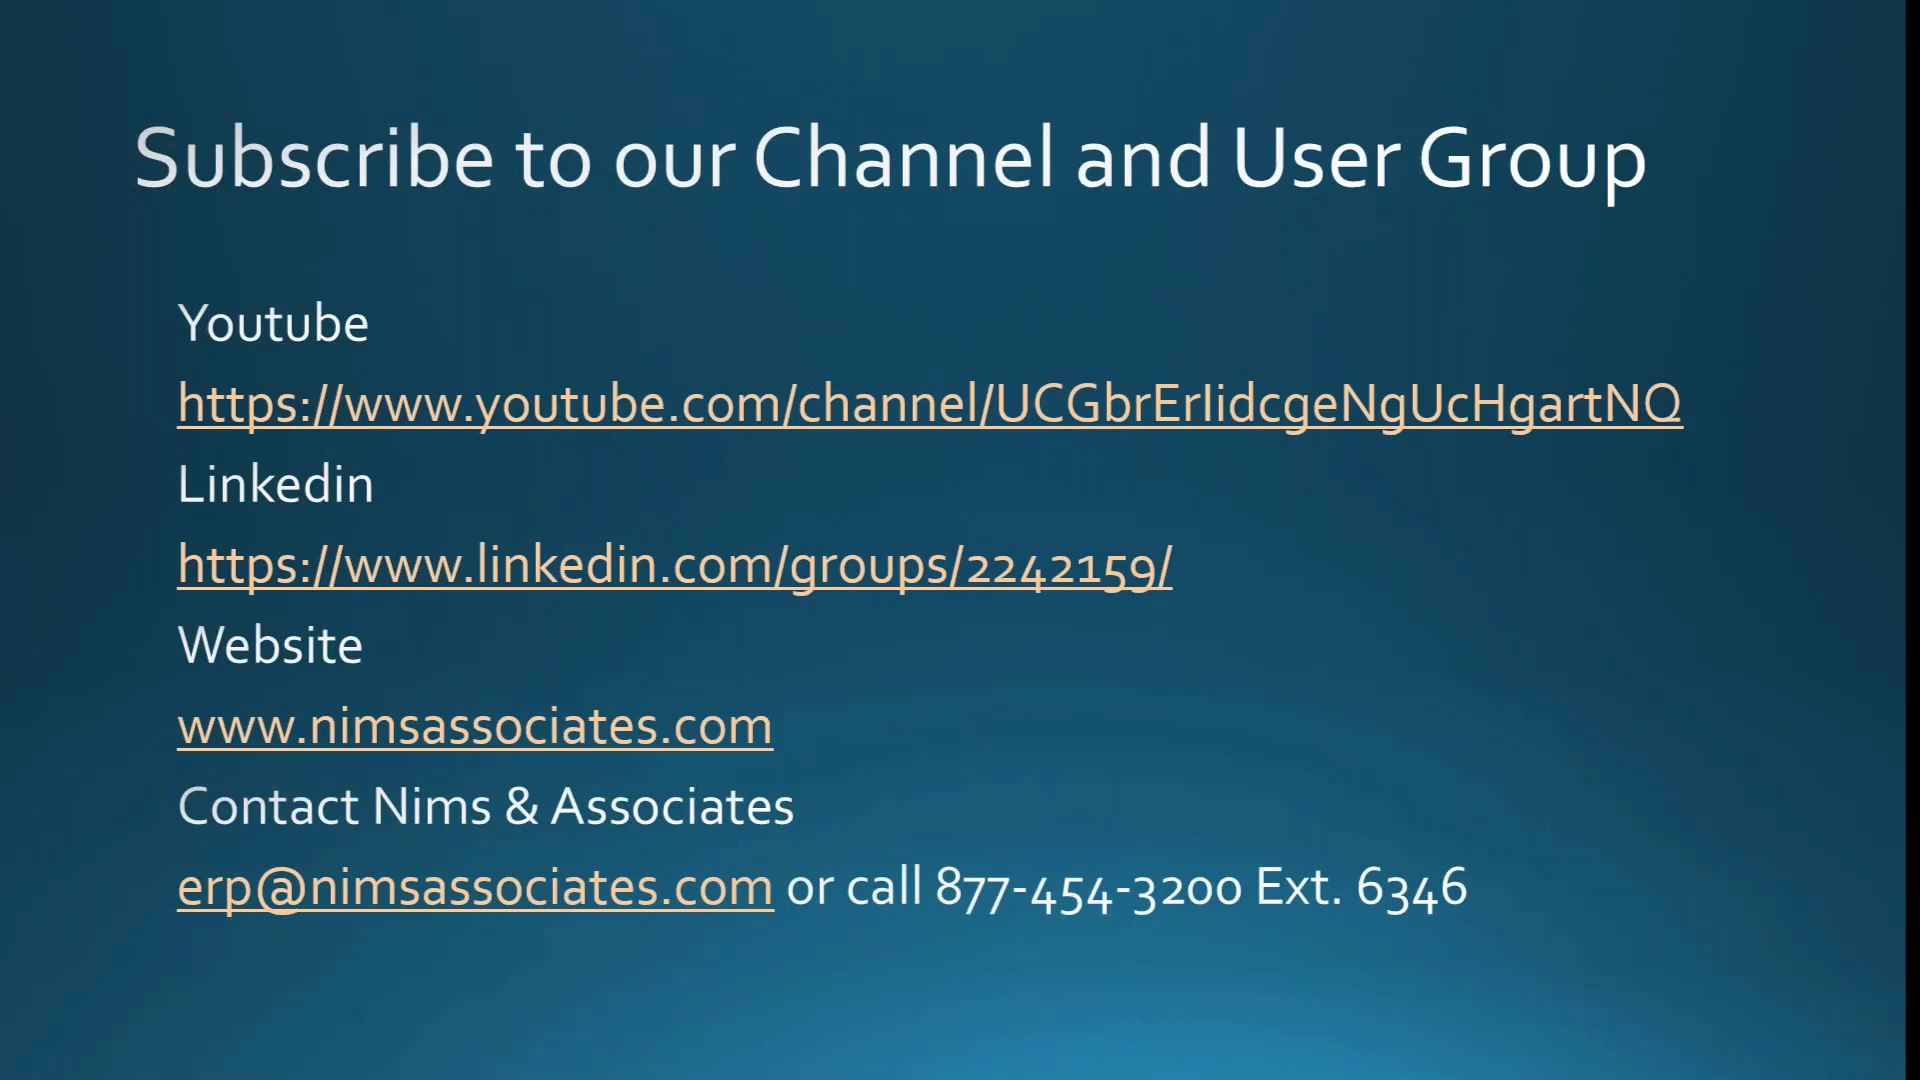 Subscribe to our Channel and User Group
Youtube
https://www.youtube.com/channel/UCGbrErIidcgeNgUcHgartNQ
Linkedin
https://www.linkedin.com/groups/2242159/
Website
www.nimsassociates.com
Contact Nims & Associates
erp@nimsassociates.com or call 877-454-3200 Ext. 6346